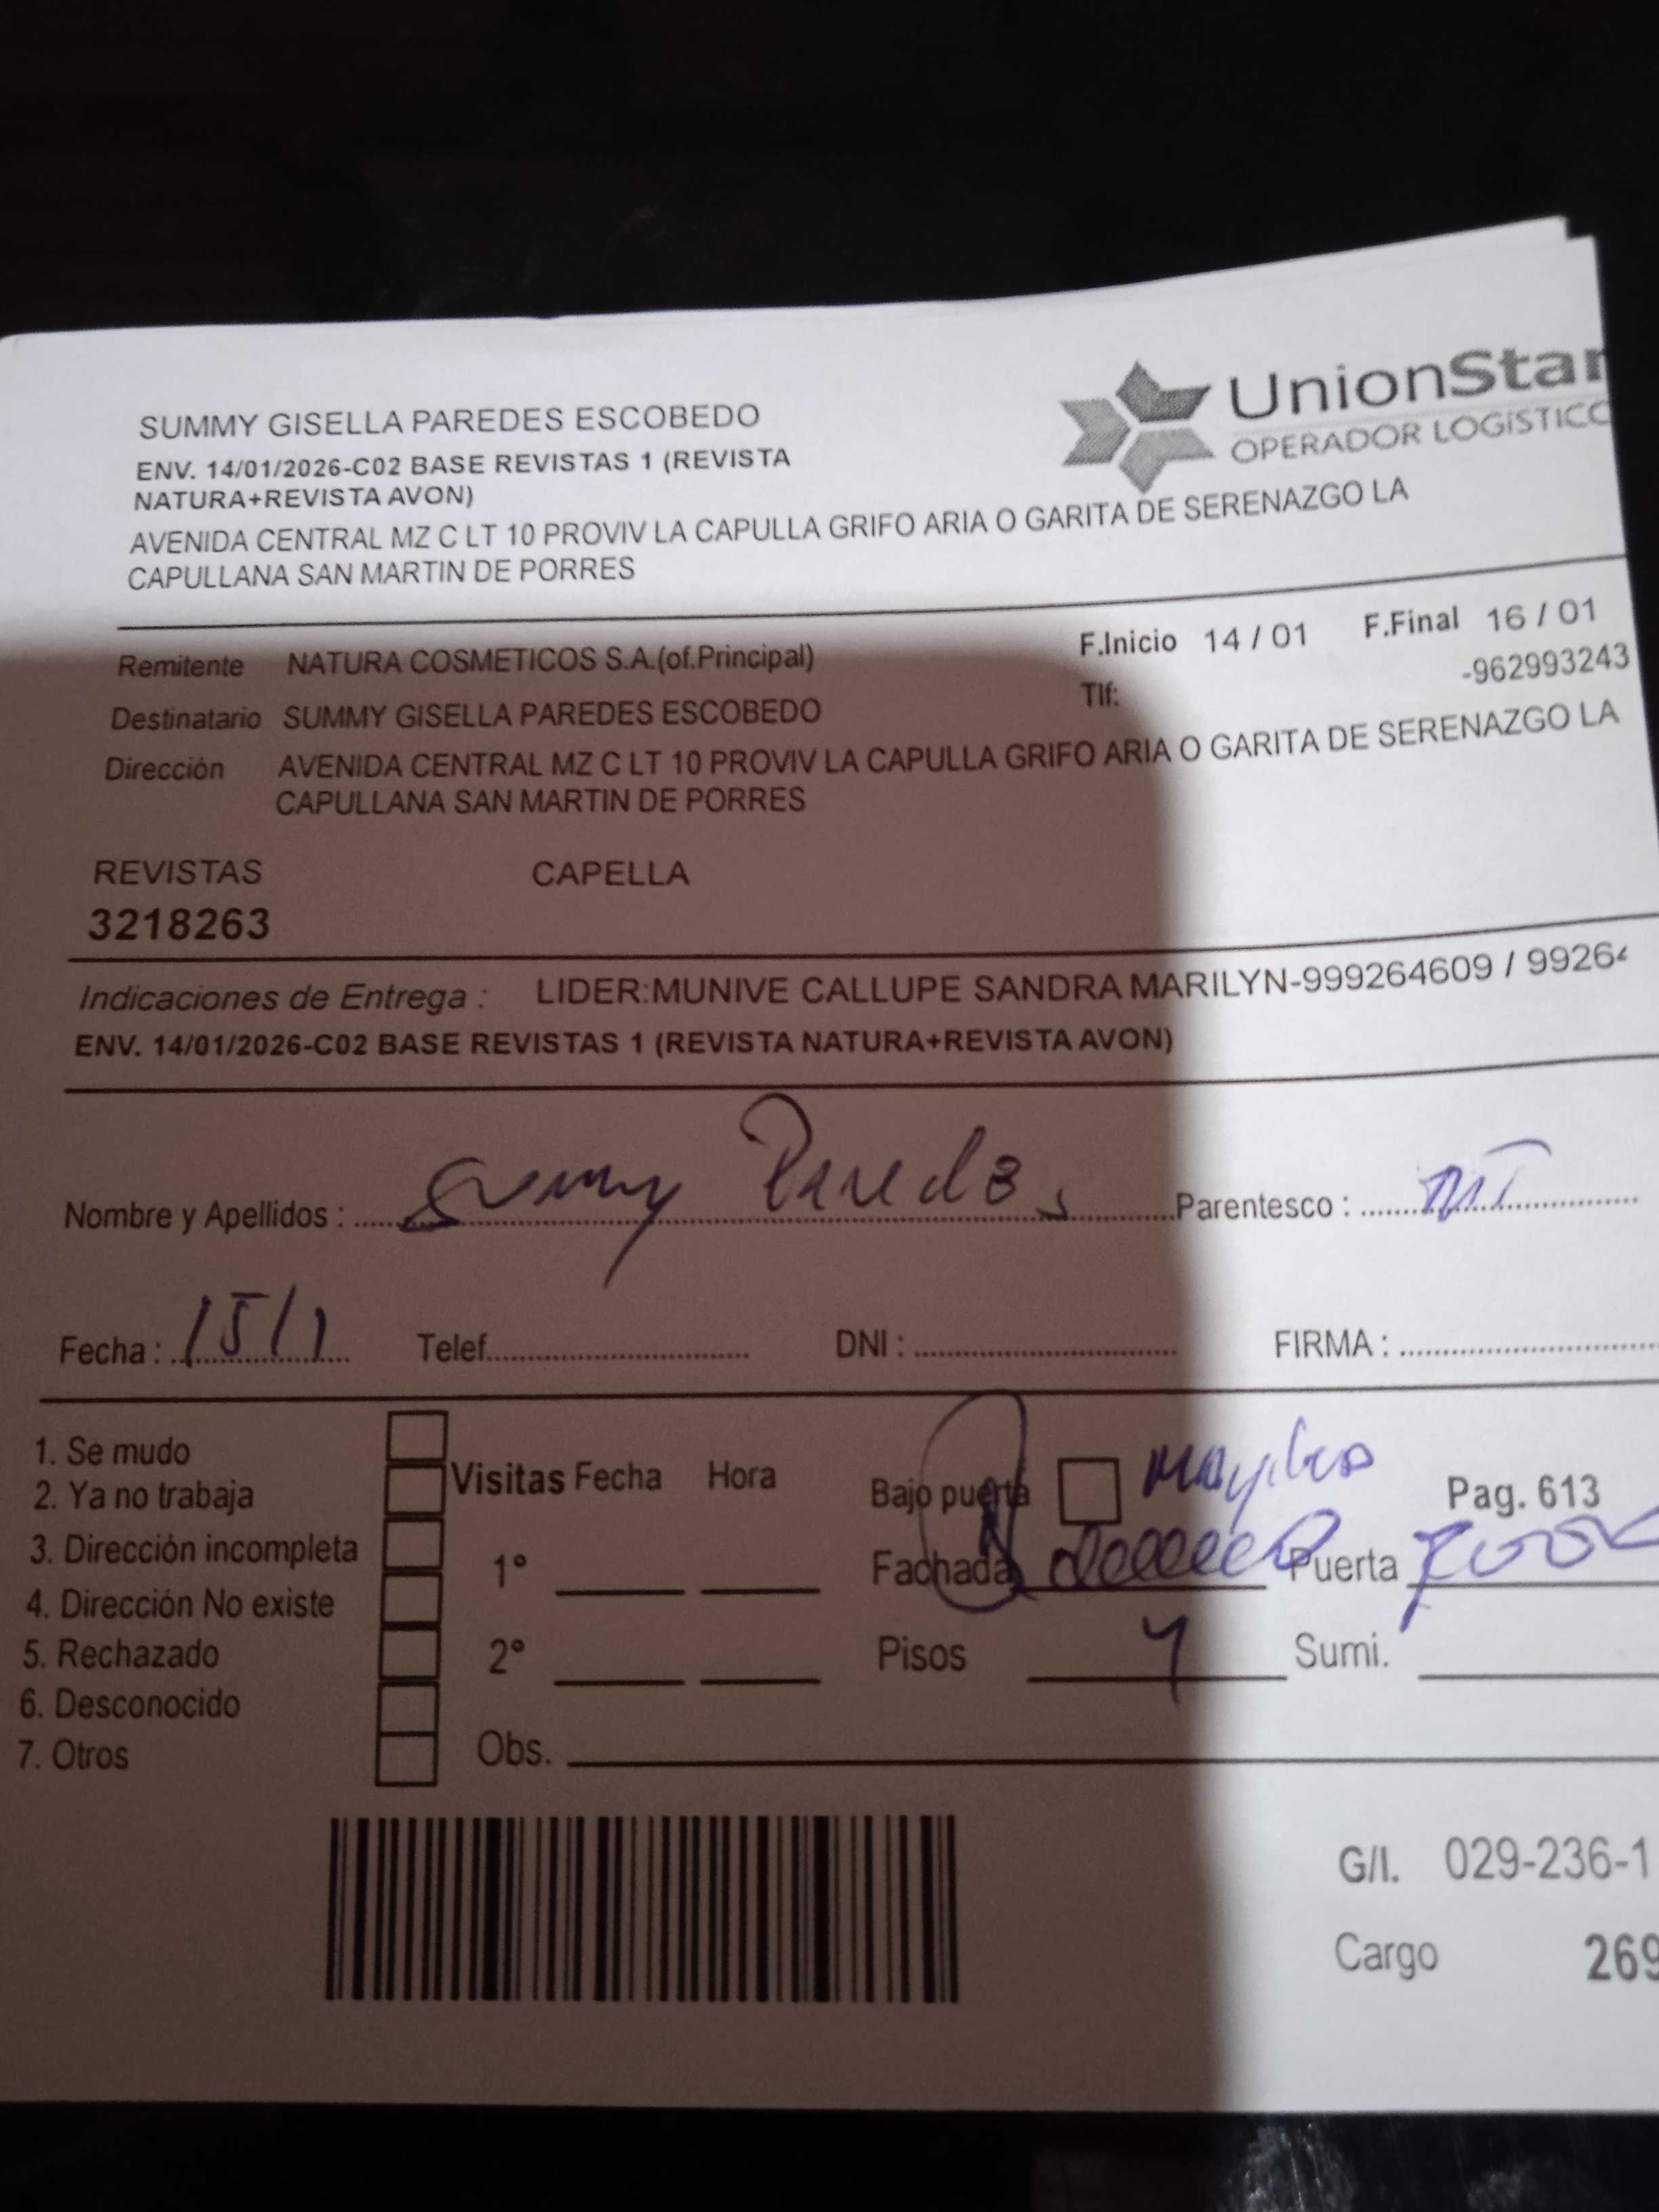 UnionStar
OPERADOR LOGÍSTICO
SUMMY GISELLA PAREDES ESCOBEDO
ENV. 14/01/2026-C02 BASE REVISTAS 1 (REVISTA
NATURA+REVISTA AVON)
AVENIDA CENTRAL MZ C LT 10 PROVIV LA CAPULLA GRIFO ARIA O GARITA DE SERENAZGO LA
CAPULLANA SAN MARTIN DE PORRES
Remitente NATURA COSMETICOS S.A.(of.Principal) F.Inicio 14 / 01 F.Final 16 / 01
Destinatario SUMMY GISELLA PAREDES ESCOBEDO Tlf: -962993243
Dirección AVENIDA CENTRAL MZ C LT 10 PROVIV LA CAPULLA GRIFO ARIA O GARITA DE SERENAZGO LA
CAPULLANA SAN MARTIN DE PORRES
REVISTAS CAPELLA
3218263
Indicaciones de Entrega : LIDER:MUNIVE CALLUPE SANDRA MARILYN-999264609 / 99264
ENV. 14/01/2026-C02 BASE REVISTAS 1 (REVISTA NATURA+REVISTA AVON)
Nombre y Apellidos : Summy Paredes Parentesco :
Fecha : 15/1 Telef. DNI : FIRMA :
1. Se mudo
2. Ya no trabaja
3. Dirección incompleta
4. Dirección No existe
5. Rechazado
6. Desconocido
7. Otros
Visitas Fecha Hora
1°
2°
Bajo puerta Pag. 613
Fachada Puerta
Pisos 4 Sumi.
Obs.
G/I. 029-236-1
Cargo 269